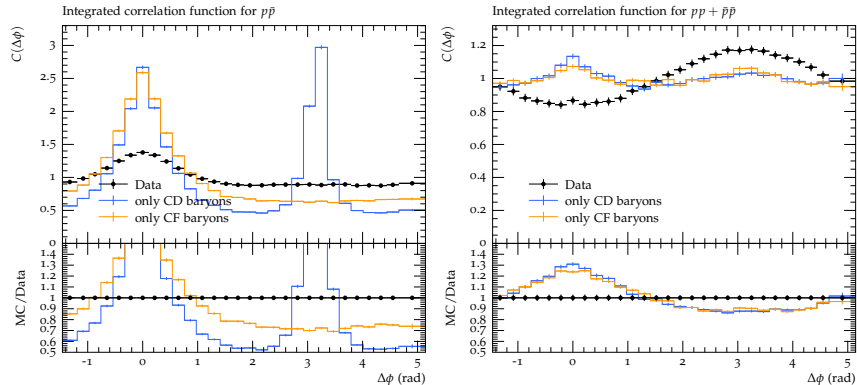 Integrated correlation function for pp̄
C(Δϕ)
3
2.5
2
1.5
1
0.5
Data
only CD baryons
only CF baryons
MC/Data
1.4
1.3
1.2
1.1
1
0.9
0.8
0.7
0.6
0.5
-1 0 1 2 3 4 5
Δϕ (rad)
Integrated correlation function for pp + p̄p̄
C(Δϕ)
1.2
1.0
0.8
0.6
0.4
0.2
0
Data
only CD baryons
only CF baryons
MC/Data
1.4
1.3
1.2
1.1
1
0.9
0.8
0.7
0.6
0.5
-1 0 1 2 3 4 5
Δϕ (rad)